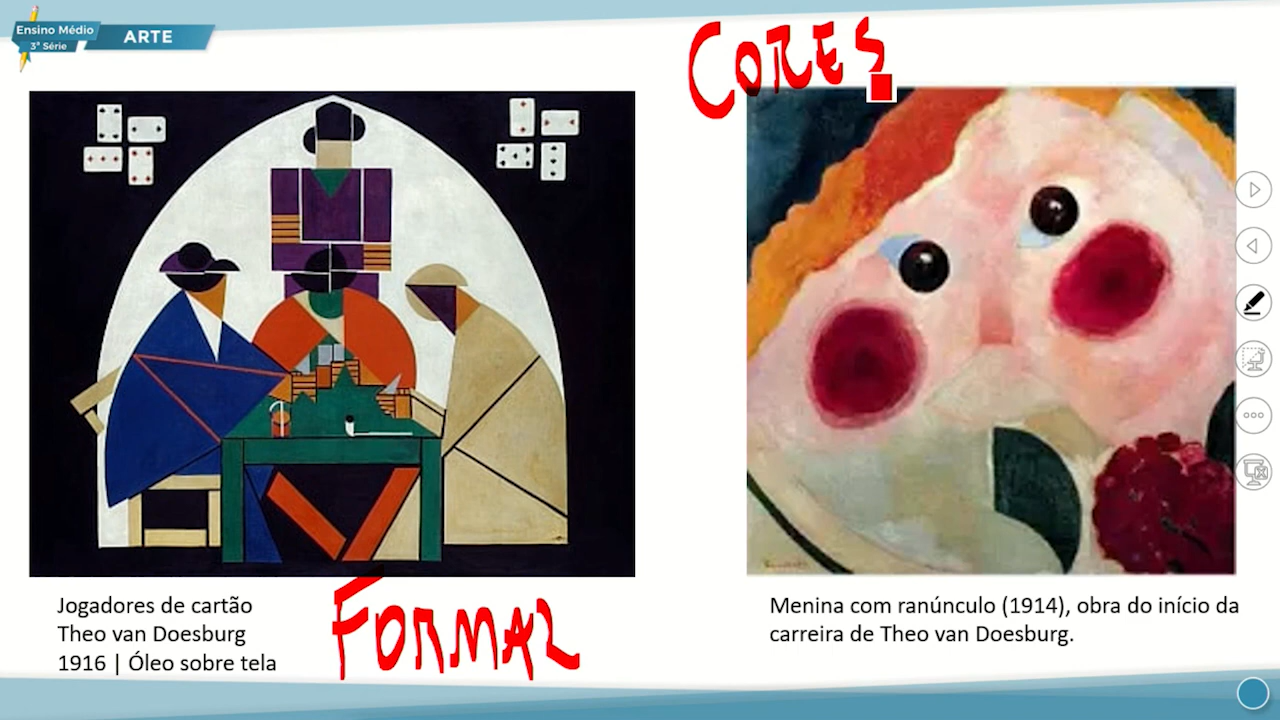 Ensino Médio
3ª Série
ARTE
CORES
Jogadores de cartão
Theo van Doesburg
1916 | Óleo sobre tela
FORMAS
Menina com ranúnculo (1914), obra do início da
carreira de Theo van Doesburg.